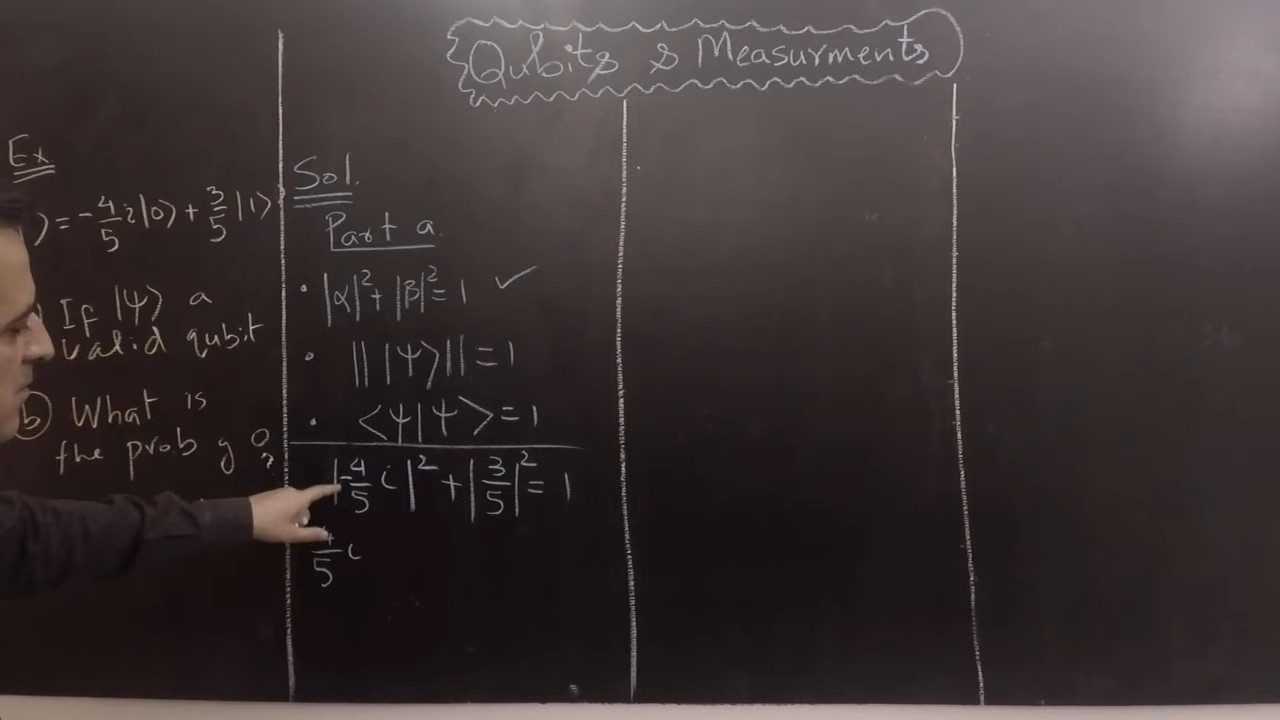 Qubits & Measurments
Ex
⟩ = -4/5 i|0⟩ + 3/5 |1⟩
If |Ψ⟩ a
valid qubit
b What is
the prob of 0
?
Sol.
Part a.
• |α|² + |β|² = 1 ✓
• || |Ψ⟩ || = 1
• <Ψ|Ψ> = 1
|-4/5 i|² + |3/5|² = 1
4/5 i